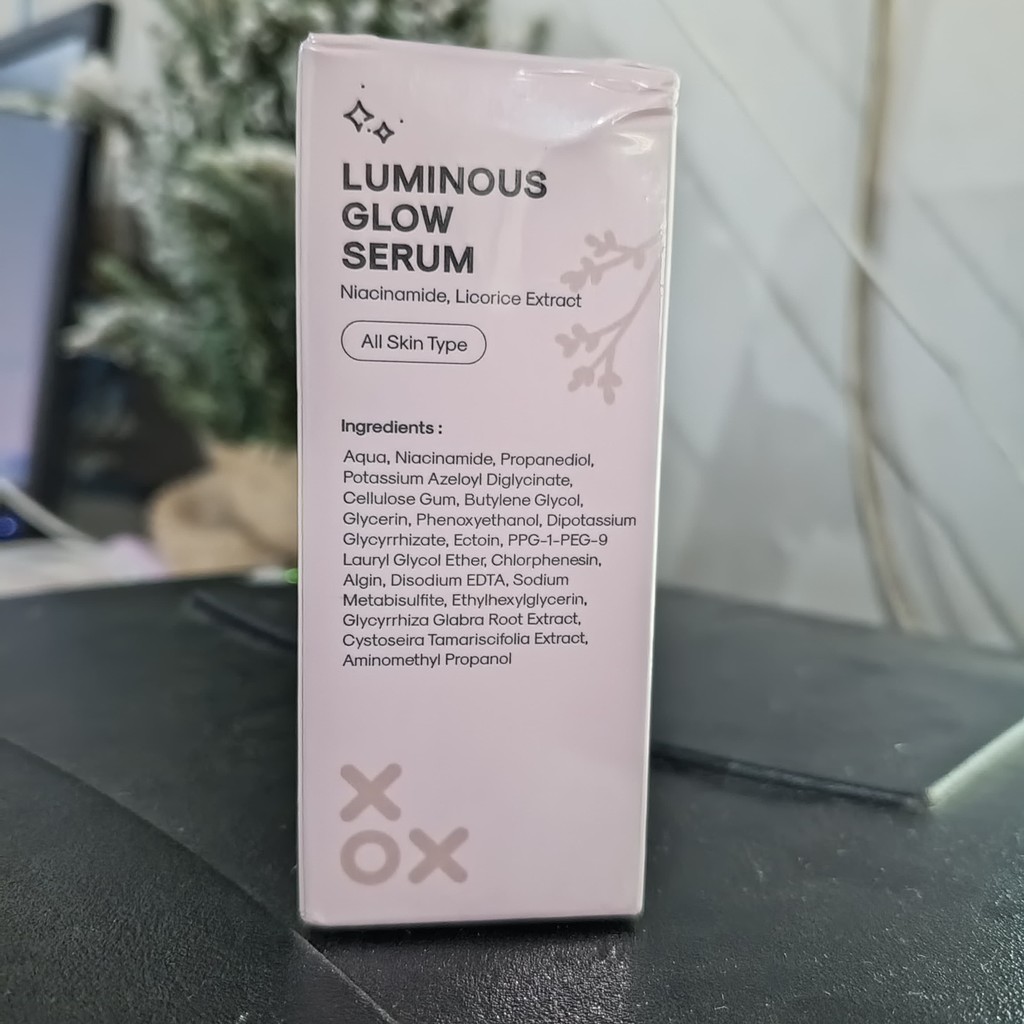 LUMINOUS
GLOW
SERUM
Niacinamide, Licorice Extract
All Skin Type
Ingredients :
Aqua, Niacinamide, Propanediol,
Potassium Azeloyl Diglycinate,
Cellulose Gum, Butylene Glycol,
Glycerin, Phenoxyethanol, Dipotassium
Glycyrrhizate, Ectoin, PPG-1-PEG-9
Lauryl Glycol Ether, Chlorphenesin,
Algin, Disodium EDTA, Sodium
Metabisulfite, Ethylhexylglycerin,
Glycyrrhiza Glabra Root Extract,
Cystoseira Tamariscifolia Extract,
Aminomethyl Propanol
X
OX